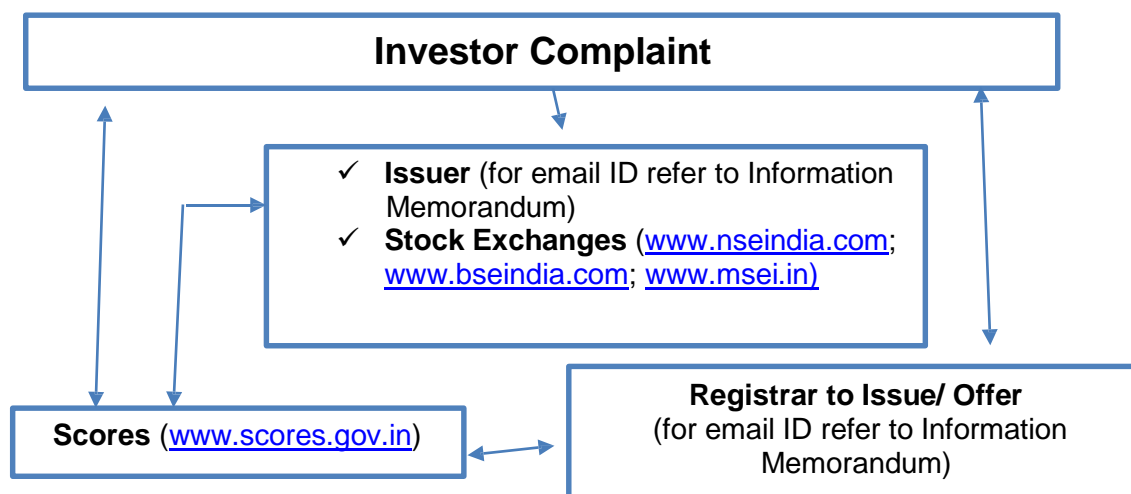 Investor Complaint
✓ Issuer (for email ID refer to Information
Memorandum)
✓ Stock Exchanges (www.nseindia.com;
www.bseindia.com; www.msei.in)
Registrar to Issue/ Offer
(for email ID refer to Information
Memorandum)
Scores (www.scores.gov.in)